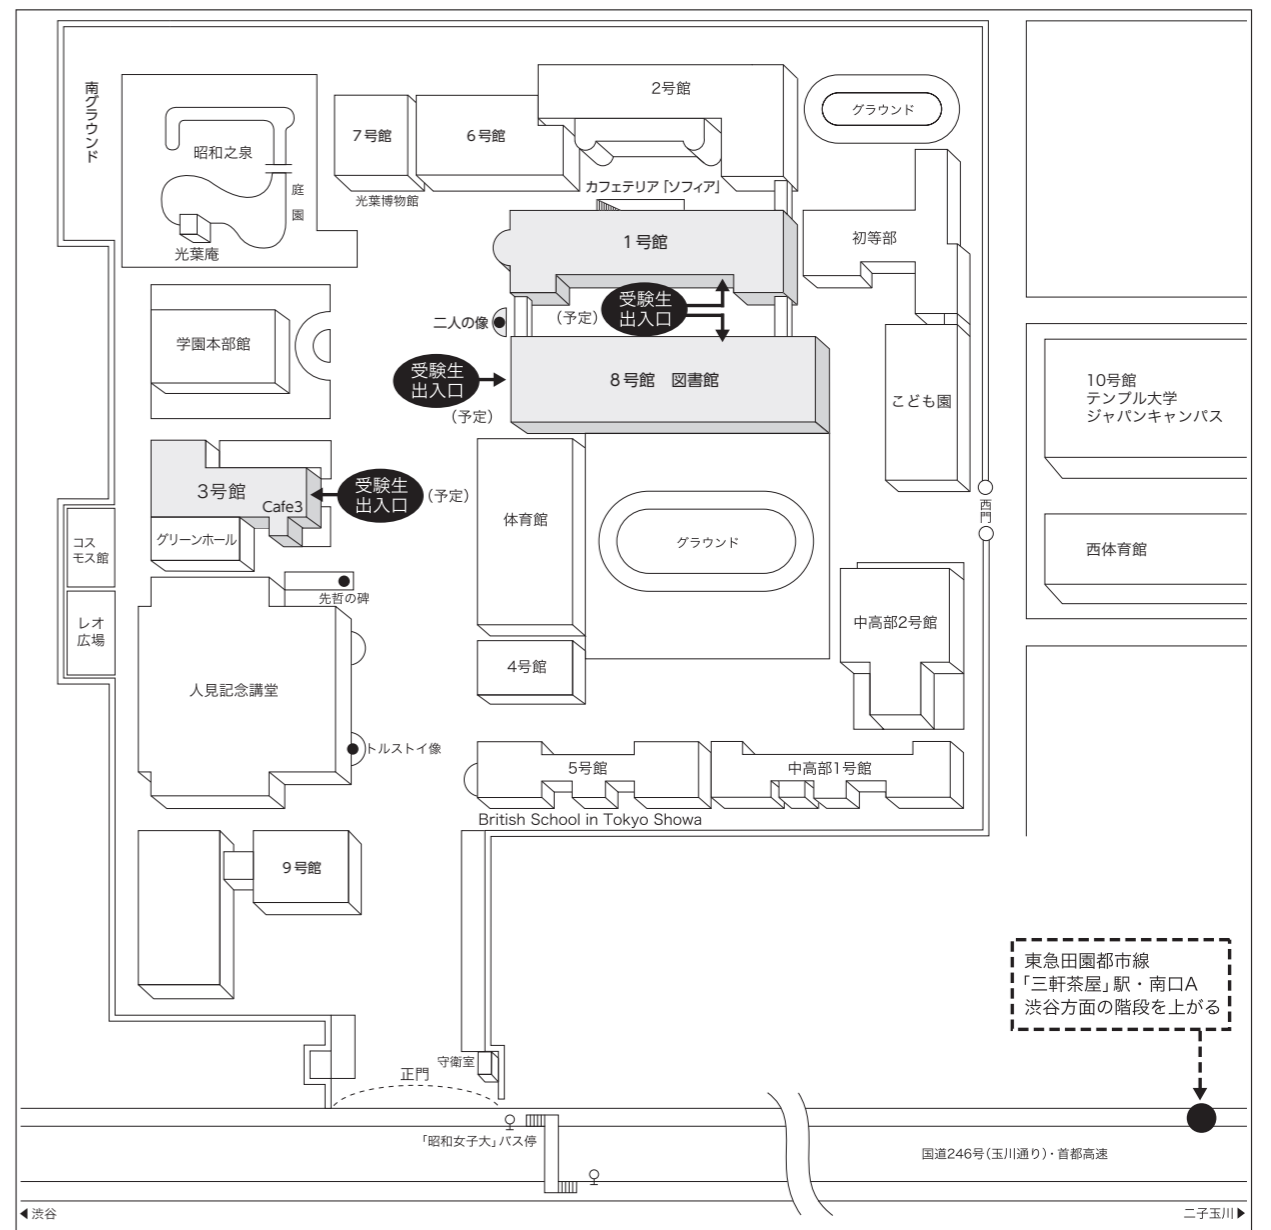 南グラウンド
昭和之泉
庭
園
光葉庵
7号館
6号館
光葉博物館
2号館
グラウンド
カフェテリア「ソフィア」
1号館
初等部
受験生
出入口
(予定)
二人の像
学園本部館
受験生
出入口
(予定)
8号館 図書館
こども園
10号館
テンプル大学
ジャパンキャンパス
3号館
Cafe3
受験生
出入口
(予定)
グリーンホール
体育館
グラウンド
西門
西体育館
コス
モス館
レオ
広場
先哲の碑
人見記念講堂
トルストイ像
4号館
中高部2号館
5号館
中高部1号館
British School in Tokyo Showa
9号館
東急田園都市線
「三軒茶屋」駅・南口A
渋谷方面の階段を上がる
守衛室
正門
「昭和女子大」バス停
国道246号(玉川通り)・首都高速
◀渋谷
二子玉川▶